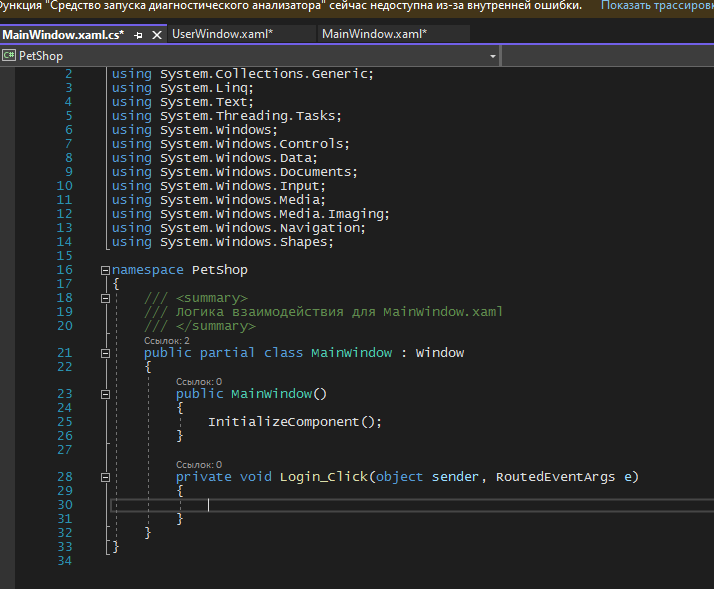 Функция "Средство запуска диагностического анализатора" сейчас недоступна из-за внутренней ошибки. Показать трассировк
MainWindow.xaml.cs* UserWindow.xaml* MainWindow.xaml*
C# PetShop
2 using System.Collections.Generic;
3 using System.Linq;
4 using System.Text;
5 using System.Threading.Tasks;
6 using System.Windows;
7 using System.Windows.Controls;
8 using System.Windows.Data;
9 using System.Windows.Documents;
10 using System.Windows.Input;
11 using System.Windows.Media;
12 using System.Windows.Media.Imaging;
13 using System.Windows.Navigation;
14 using System.Windows.Shapes;
15
16 namespace PetShop
17 {
18 /// <summary>
19 /// Логика взаимодействия для MainWindow.xaml
20 /// </summary>
Ссылок: 2
21 public partial class MainWindow : Window
22 {
Ссылок: 0
23 public MainWindow()
24 {
25 InitializeComponent();
26 }
27
Ссылок: 0
28 private void Login_Click(object sender, RoutedEventArgs e)
29 {
30
31 }
32 }
33 }
34